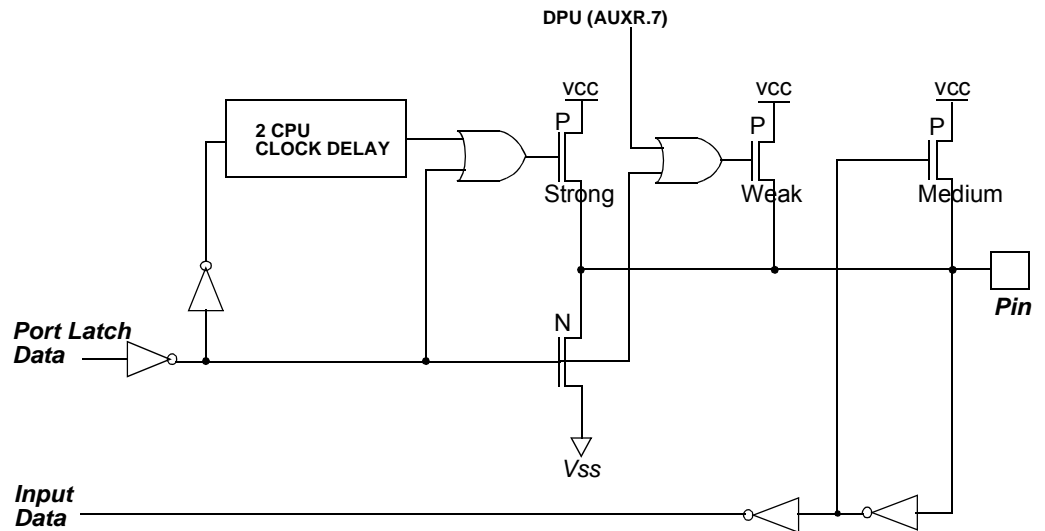 DPU (AUXR.7)
VCC
VCC
VCC
2 CPU
CLOCK DELAY
P
P
P
Strong
Weak
Medium
Pin
N
Port Latch
Data
Vss
Input
Data